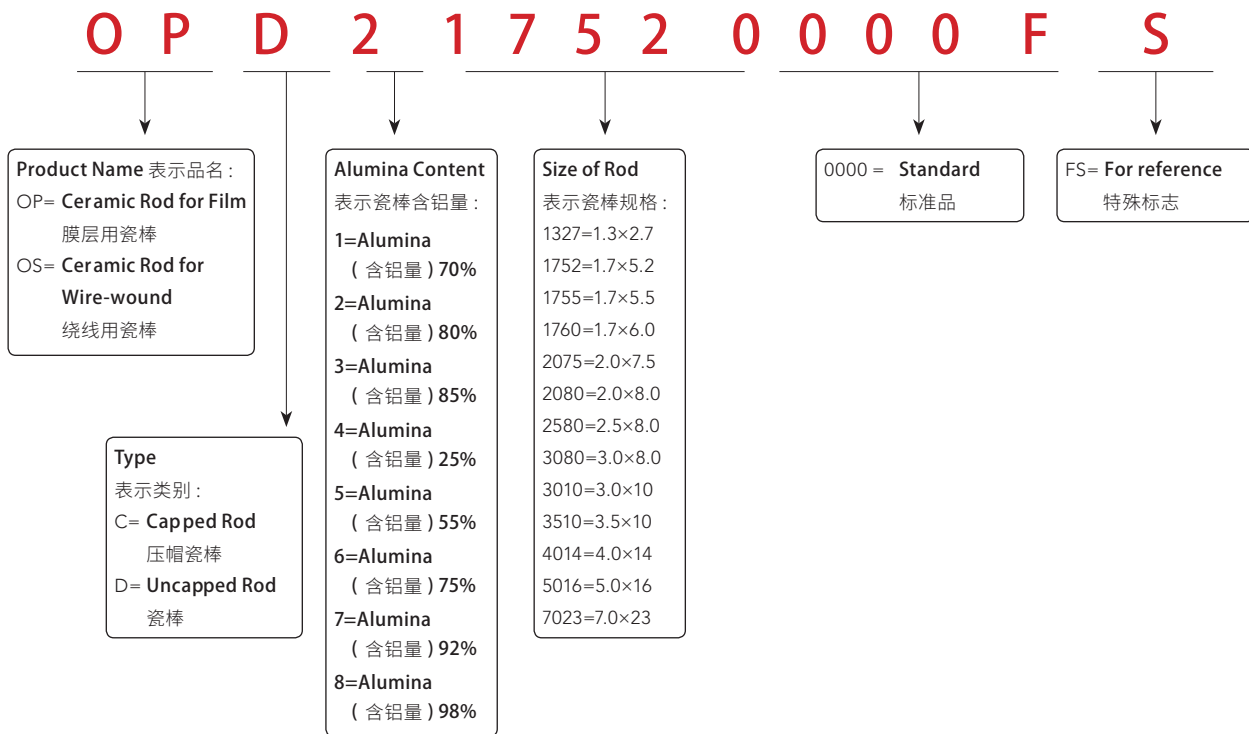 O P D 2 1 7 5 2 0 0 0 0 F S
Product Name 表示品名 :
OP= Ceramic Rod for Film
膜层用瓷棒
OS= Ceramic Rod for
Wire-wound
绕线用瓷棒
Type
表示类别 :
C= Capped Rod
压帽瓷棒
D= Uncapped Rod
瓷棒
Alumina Content
表示瓷棒含铝量 :
1=Alumina
( 含铝量 ) 70%
2=Alumina
( 含铝量 ) 80%
3=Alumina
( 含铝量 ) 85%
4=Alumina
( 含铝量 ) 25%
5=Alumina
( 含铝量 ) 55%
6=Alumina
( 含铝量 ) 75%
7=Alumina
( 含铝量 ) 92%
8=Alumina
( 含铝量 ) 98%
Size of Rod
表示瓷棒规格 :
1327=1.3×2.7
1752=1.7×5.2
1755=1.7×5.5
1760=1.7×6.0
2075=2.0×7.5
2080=2.0×8.0
2580=2.5×8.0
3080=3.0×8.0
3010=3.0×10
3510=3.5×10
4014=4.0×14
5016=5.0×16
7023=7.0×23
0000 = Standard
标准品
FS= For reference
特殊标志